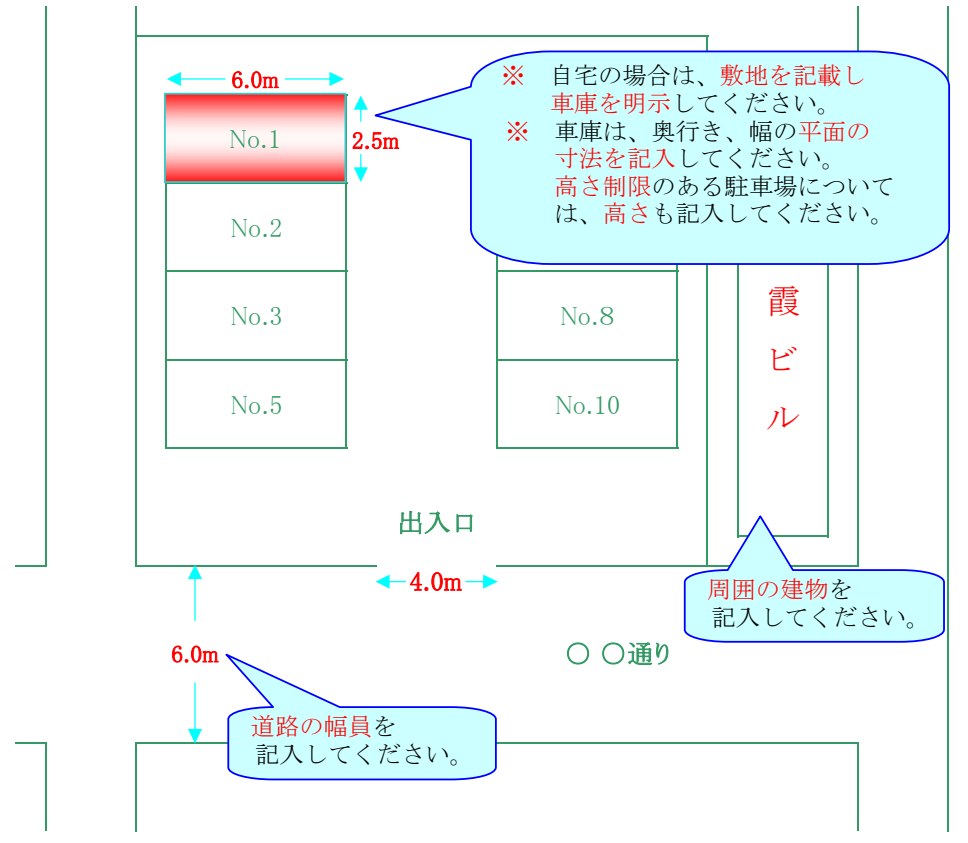 6.0m
No.1
2.5m
No.2
No.3
No.5
※ 自宅の場合は、敷地を記載し
車庫を明示してください。
※ 車庫は、奥行き、幅の平面の
寸法を記入してください。
高さ制限のある駐車場について
は、高さも記入してください。
No.8
No.10
霞ビル
出入口
4.0m
周囲の建物を
記入してください。
6.0m
〇 〇通り
道路の幅員を
記入してください。